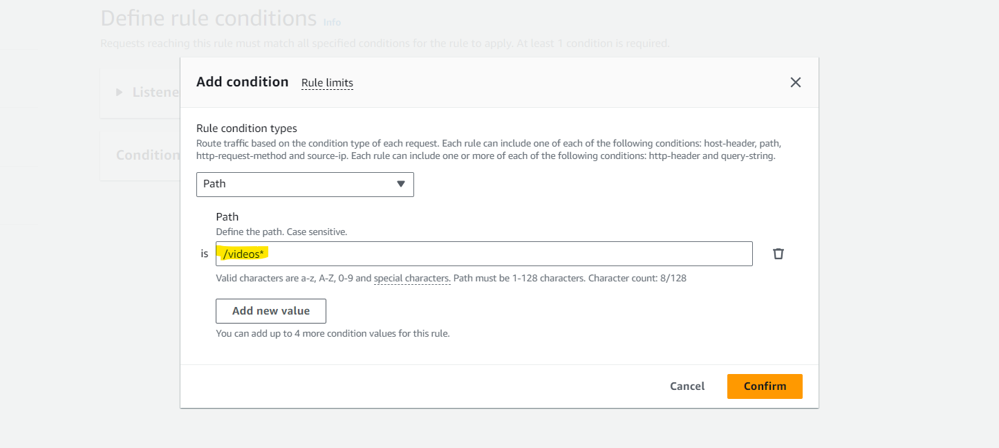 Define rule conditions Info
Requests reaching this rule must match all specified conditions for the rule to apply. At least 1 condition is required.
Add condition Rule limits
Listene
Rule condition types
Route traffic based on the condition type of each request. Each rule can include one of each of the following conditions: host-header, path,
http-request-method and source-ip. Each rule can include one or more of each of the following conditions: http-header and query-string.
Condition
Path
Path
Define the path. Case sensitive.
is /videos*
Valid characters are a-z, A-Z, 0-9 and special characters. Path must be 1-128 characters. Character count: 8/128
Add new value
You can add up to 4 more condition values for this rule.
Cancel Confirm